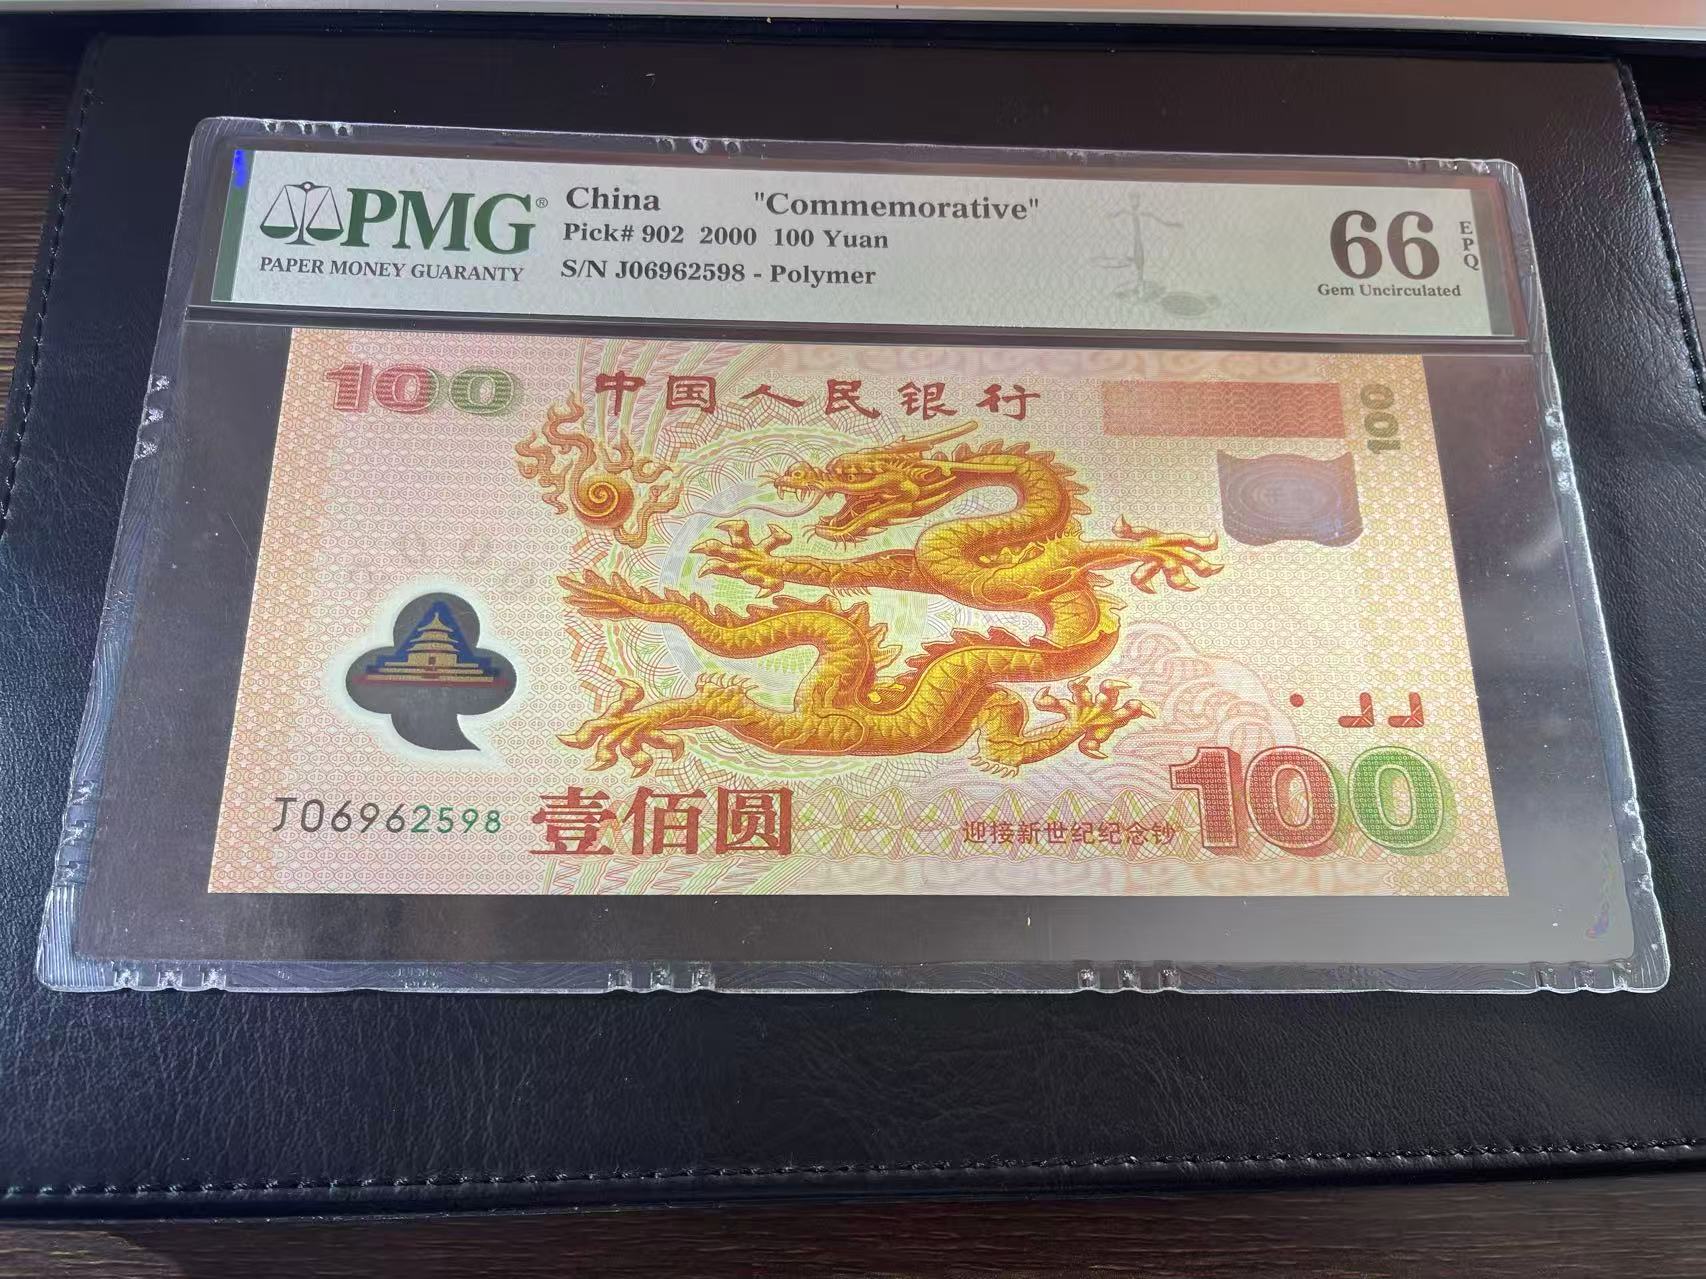 PMG®
PAPER MONEY GUARANTY
China "Commemorative"
Pick# 902 2000 100 Yuan
S/N J06962598 - Polymer
66
EPQ
Gem Uncirculated
100
中国人民银行
100
J06962598
壹佰圆
迎接新世纪纪念钞
100